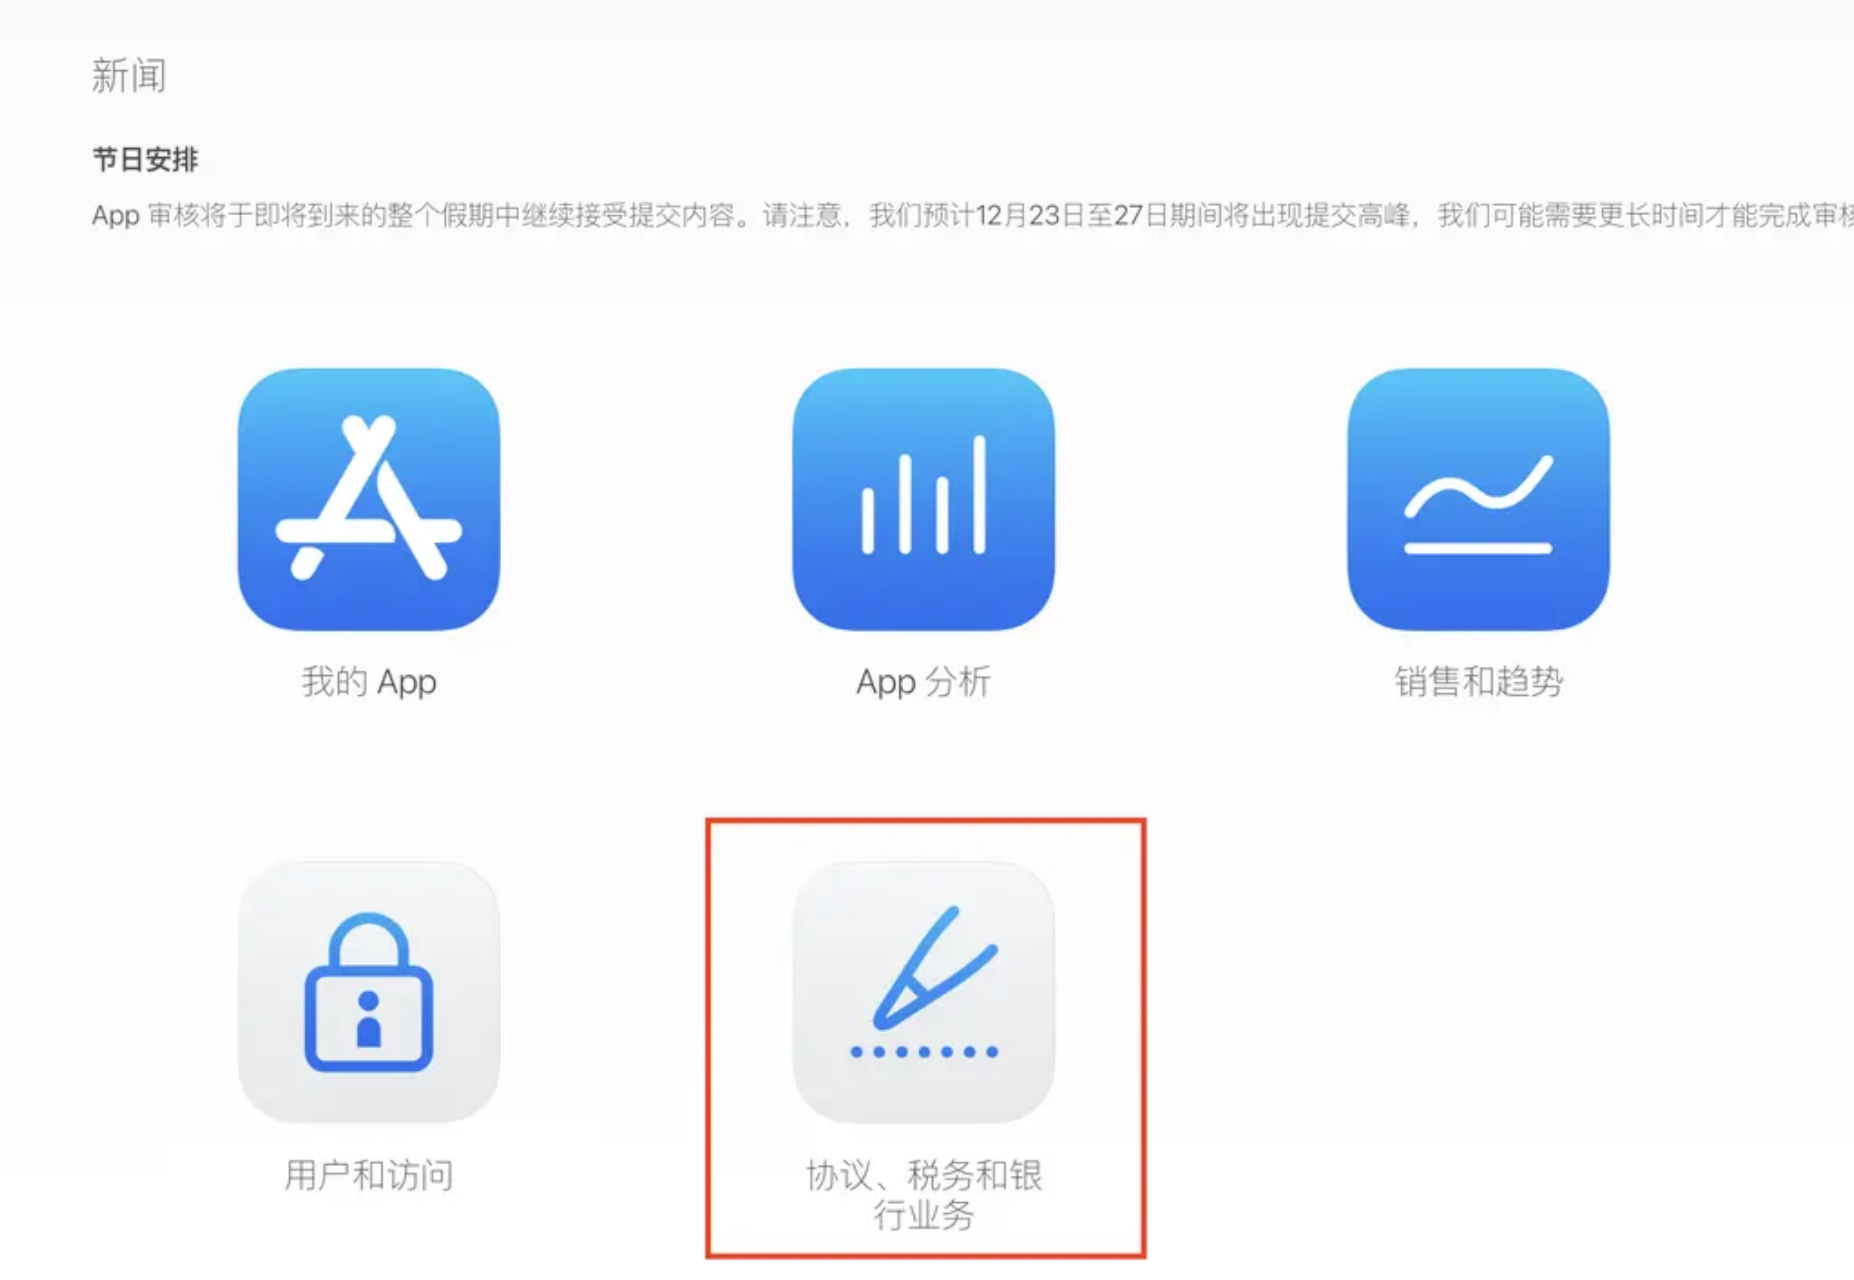 新闻
节日安排
App 审核将于即将到来的整个假期中继续接受提交内容。请注意，我们预计12月23日至27日期间将出现提交高峰，我们可能需要更长时间才能完成审核
我的 App
App 分析
销售和趋势
用户和访问
协议、税务和银
行业务